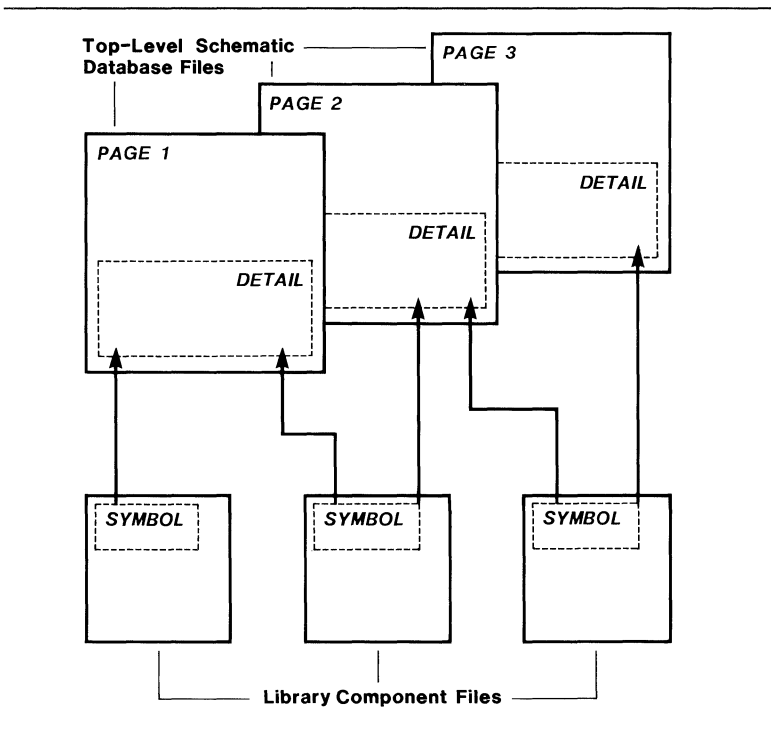 Top-Level Schematic
Database Files
PAGE 3
PAGE 2
PAGE 1
DETAIL
DETAIL
DETAIL
SYMBOL
SYMBOL
SYMBOL
Library Component Files